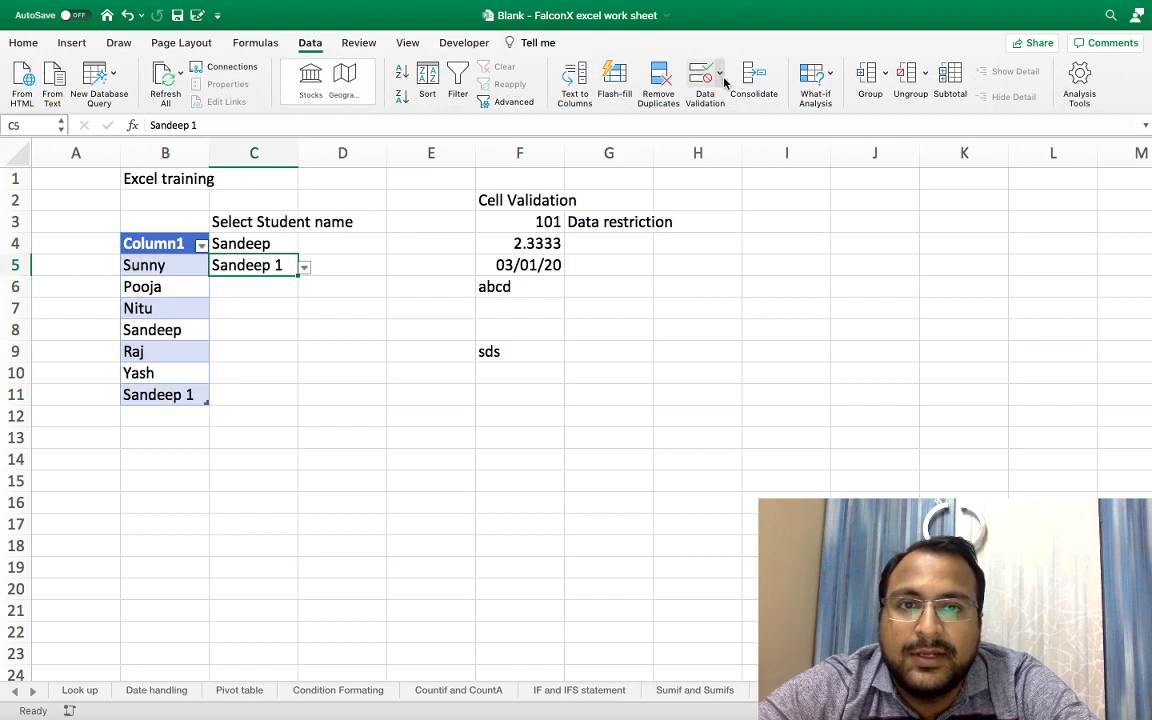 AutoSave OFF Blank - FalconX excel work sheet
Home Insert Draw Page Layout Formulas Data Review View Developer Tell me Share Comments
From HTML From Text New Database Query Refresh All Connections Properties Edit Links Stocks Geogra... Sort Filter Clear Reapply Advanced Text to Columns Flash-fill Remove Duplicates Data Validation Consolidate What-if Analysis Group Ungroup Subtotal Show Detail Hide Detail Analysis Tools
C5 fx Sandeep 1
A B C D E F G H I J K L M
1 Excel training
2 Cell Validation
3 Select Student name 101 Data restriction
4 Column1 Sandeep 2.3333
5 Sunny Sandeep 1 03/01/20
6 Pooja abcd
7 Nitu
8 Sandeep
9 Raj sds
10 Yash
11 Sandeep 1
12
13
14
15
16
17
18
19
20
21
22
23
24
Look up Date handling Pivot table Condition Formating Countif and CountA IF and IFS statement Sumif and Sumifs
Ready